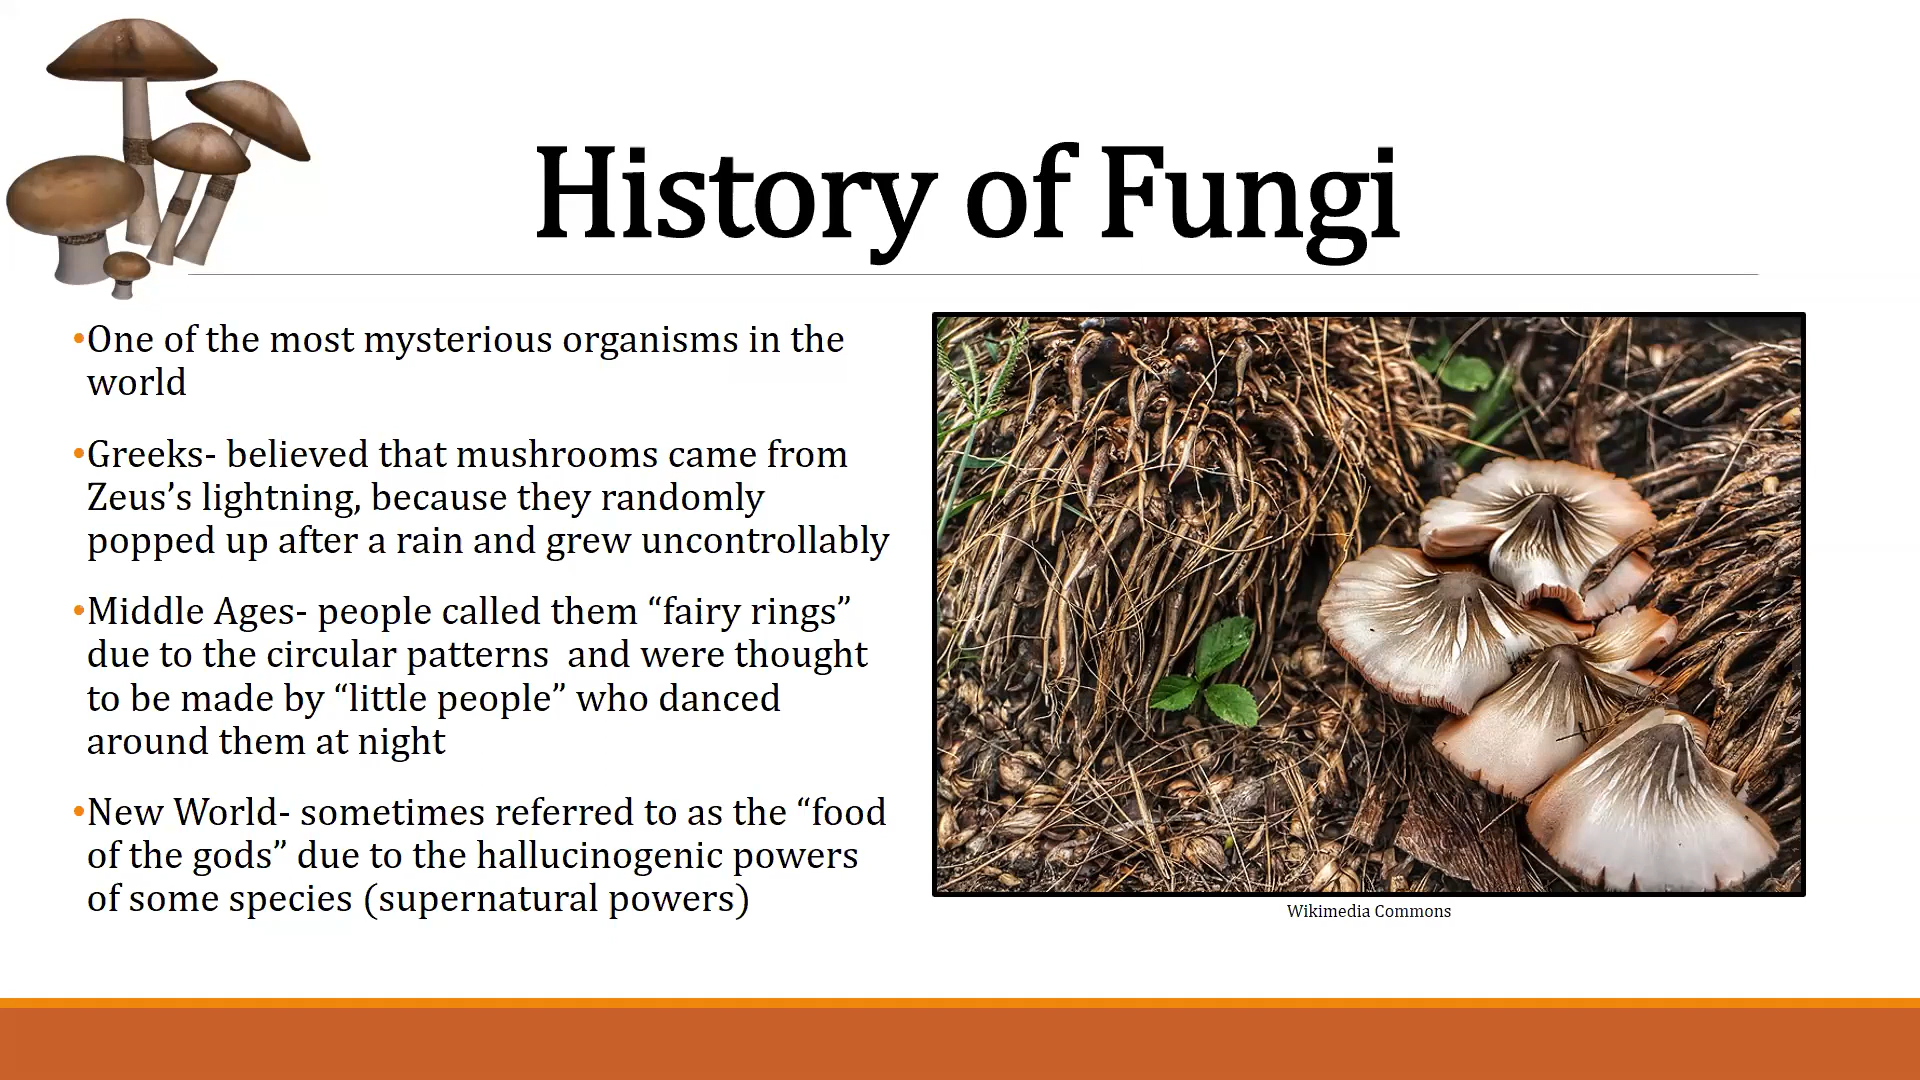 History of Fungi
•One of the most mysterious organisms in the
world
•Greeks- believed that mushrooms came from
Zeus’s lightning, because they randomly
popped up after a rain and grew uncontrollably
•Middle Ages- people called them “fairy rings”
due to the circular patterns  and were thought
to be made by “little people” who danced
around them at night
•New World- sometimes referred to as the “food
of the gods” due to the hallucinogenic powers
of some species (supernatural powers)
Wikimedia Commons